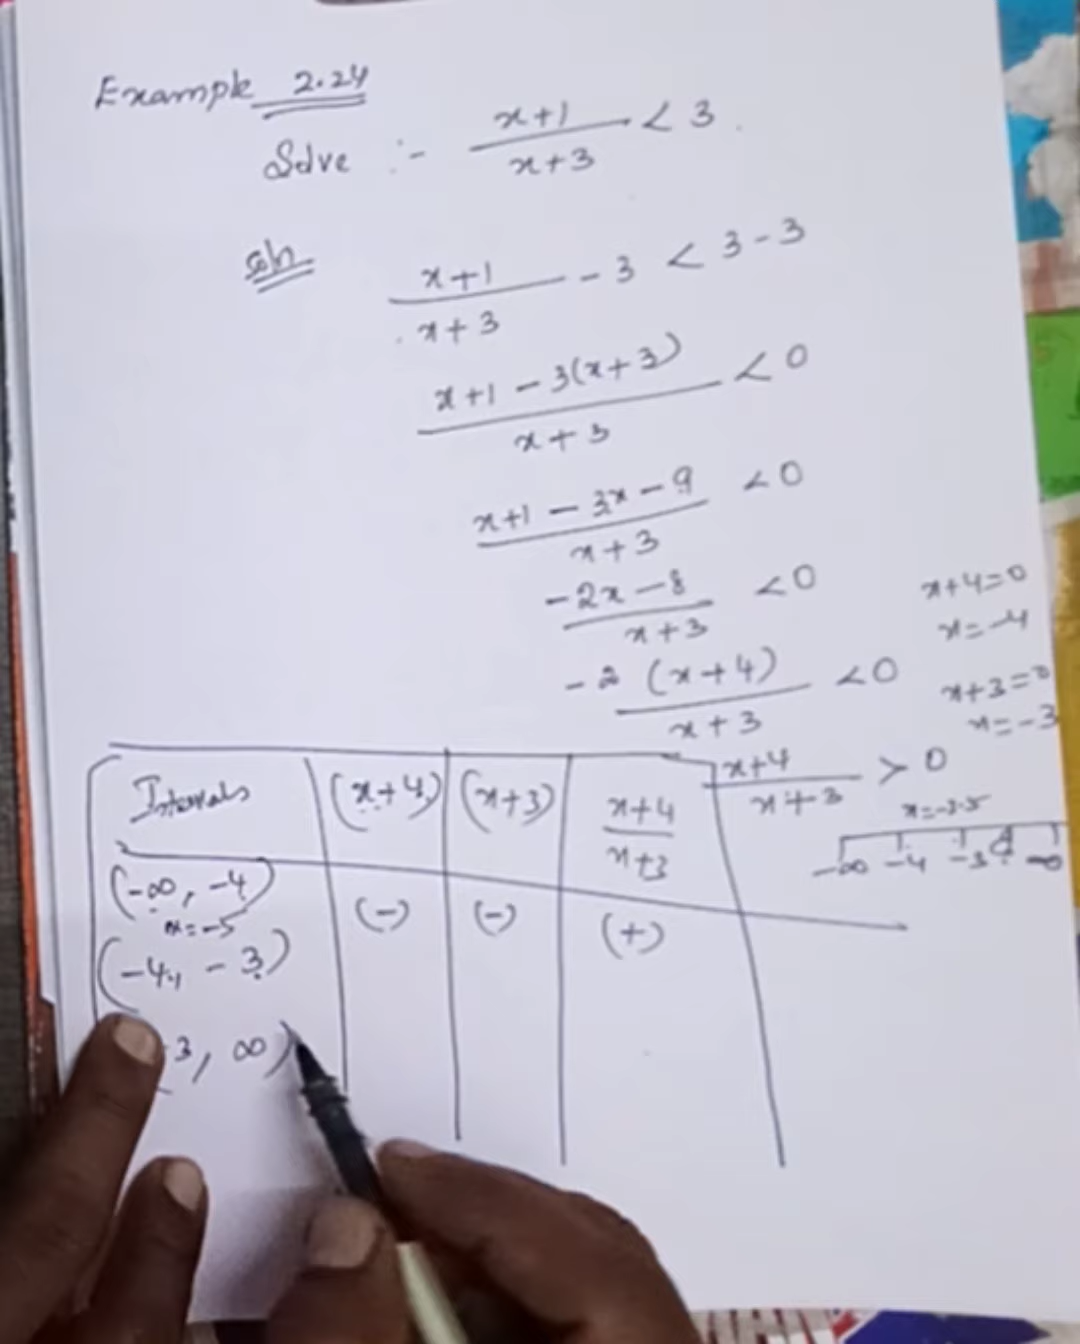 Example 2.24
Solve :- x+1 / x+3 < 3
Soln
x+1 / x+3 - 3 < 3-3
x+1 - 3(x+3) / x+3 < 0
x+1 - 3x - 9 / x+3 < 0
-2x-8 / x+3 < 0
x+4=0
x=-4
-2 (x+4) / x+3 < 0
x+3=0
x=-3
x+4 / x+3 > 0
x=-3.5
-∞ -4 -3 ∞
Intervals (x+4) (x+3) x+4 / x+3
(-∞, -4) (-) (-) (+)
x=-5
(-4, -3)
3, ∞)